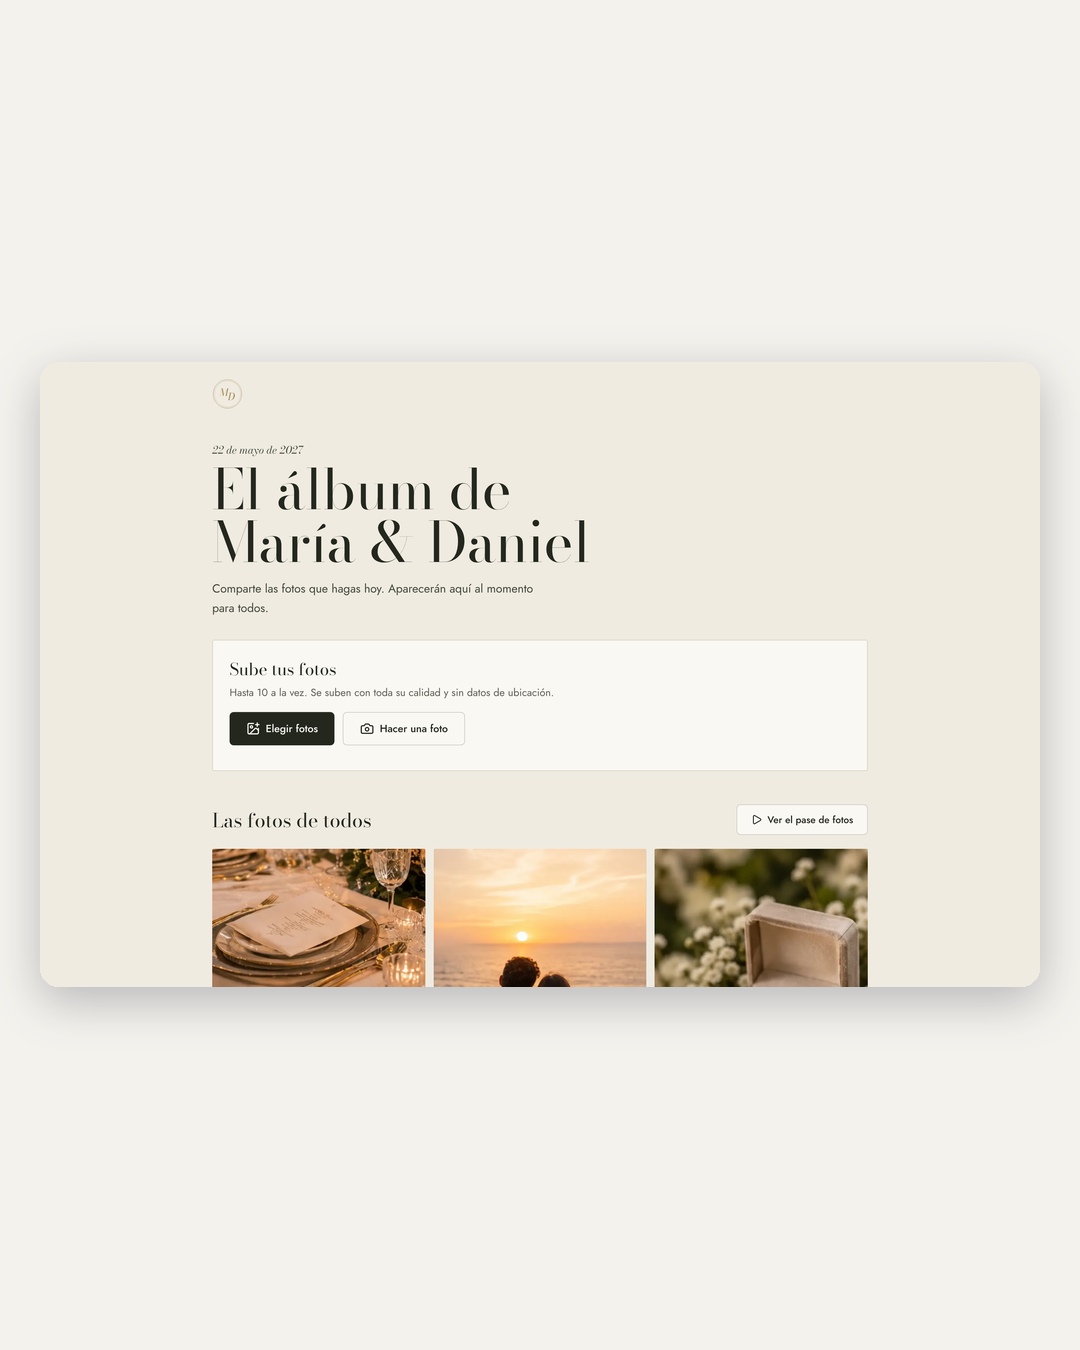 MD
22 de mayo de 2027
El álbum de
María & Daniel
Comparte las fotos que hagas hoy. Aparecerán aquí al momento
para todos.
Sube tus fotos
Hasta 10 a la vez. Se suben con toda su calidad y sin datos de ubicación.
Elegir fotos
Hacer una foto
Las fotos de todos
Ver el pase de fotos